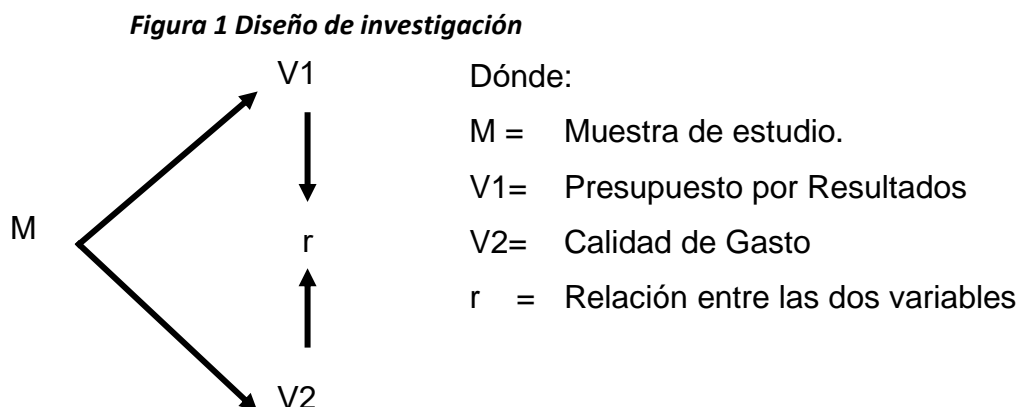 Figura 1 Diseño de investigación
V1
Dónde:
M = Muestra de estudio.
V1= Presupuesto por Resultados
M
r
V2= Calidad de Gasto
r = Relación entre las dos variables
V2